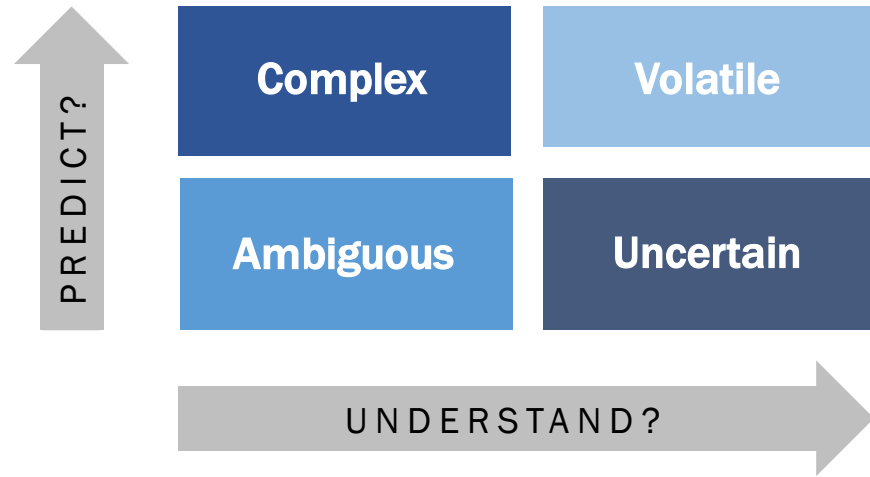 PREDICT?
Complex
Volatile
Ambiguous
Uncertain
UNDERSTAND?